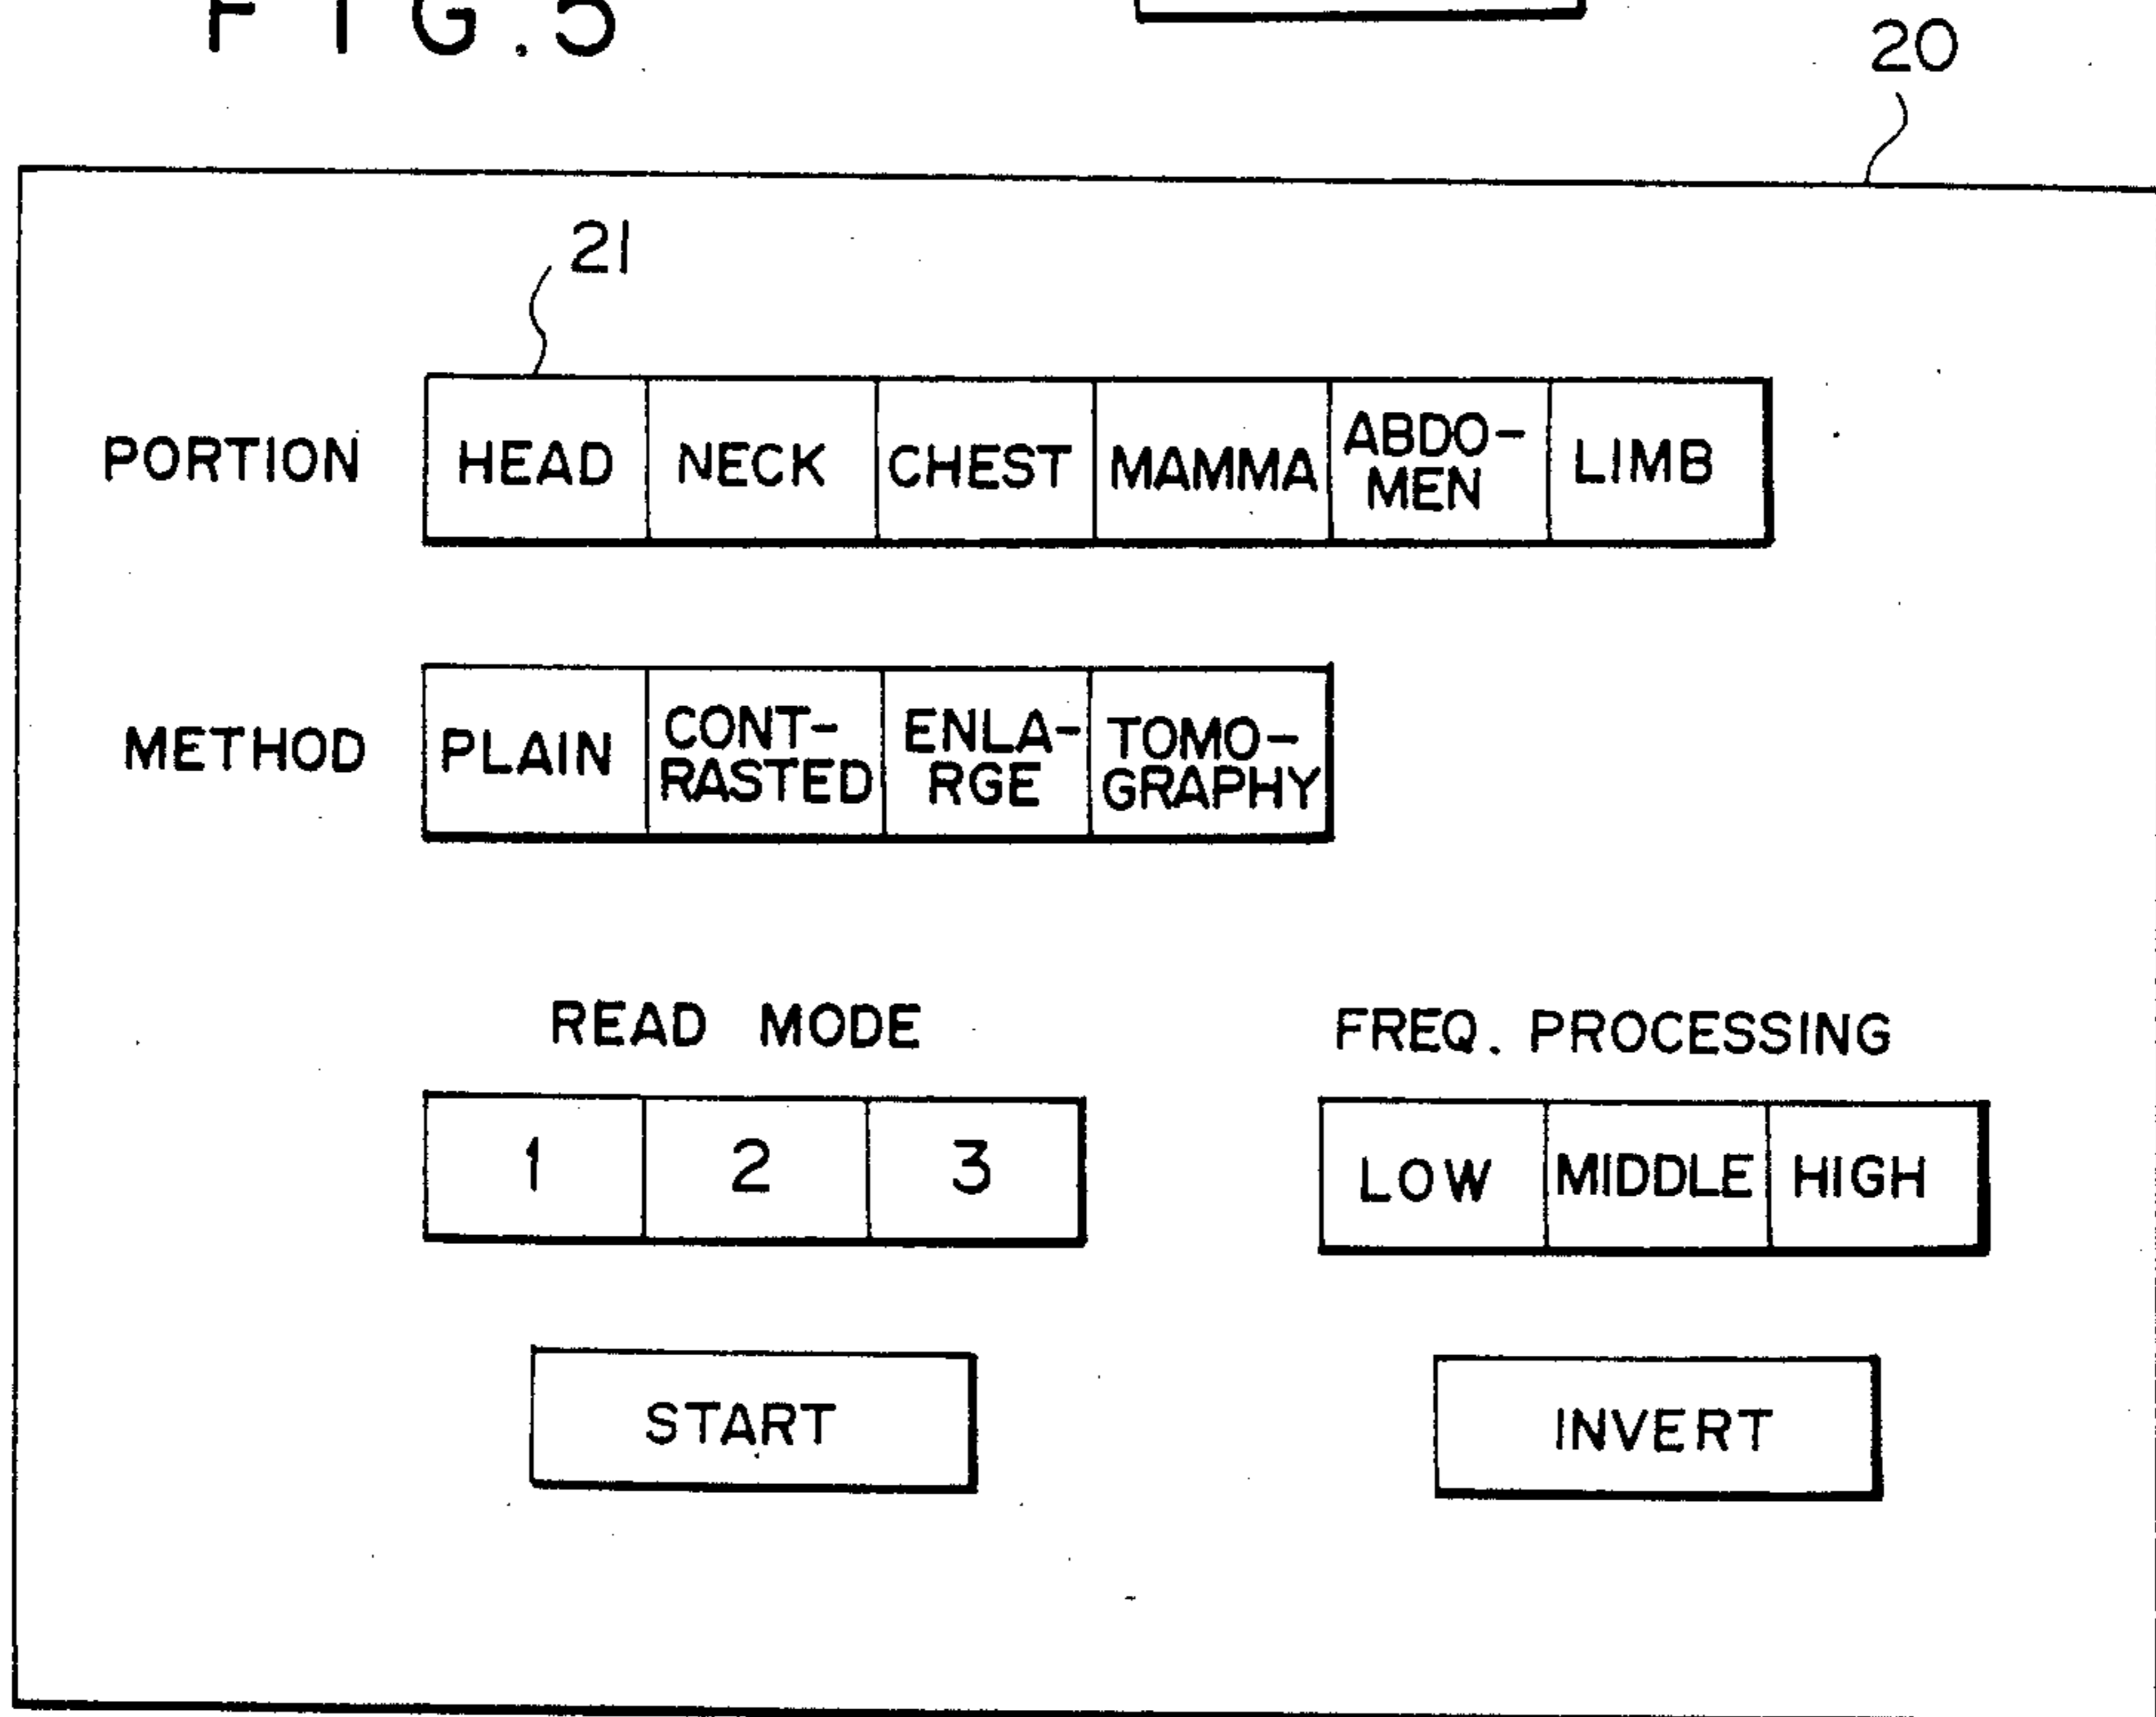 FIG.5
20
21
PORTION HEAD NECK CHEST MAMMA ABDO-
MEN LIMB
METHOD PLAIN CONT-
RASTED ENLA-
RGE TOMO-
GRAPHY
READ MODE FREQ. PROCESSING
1 2 3 LOW MIDDLE HIGH
START INVERT